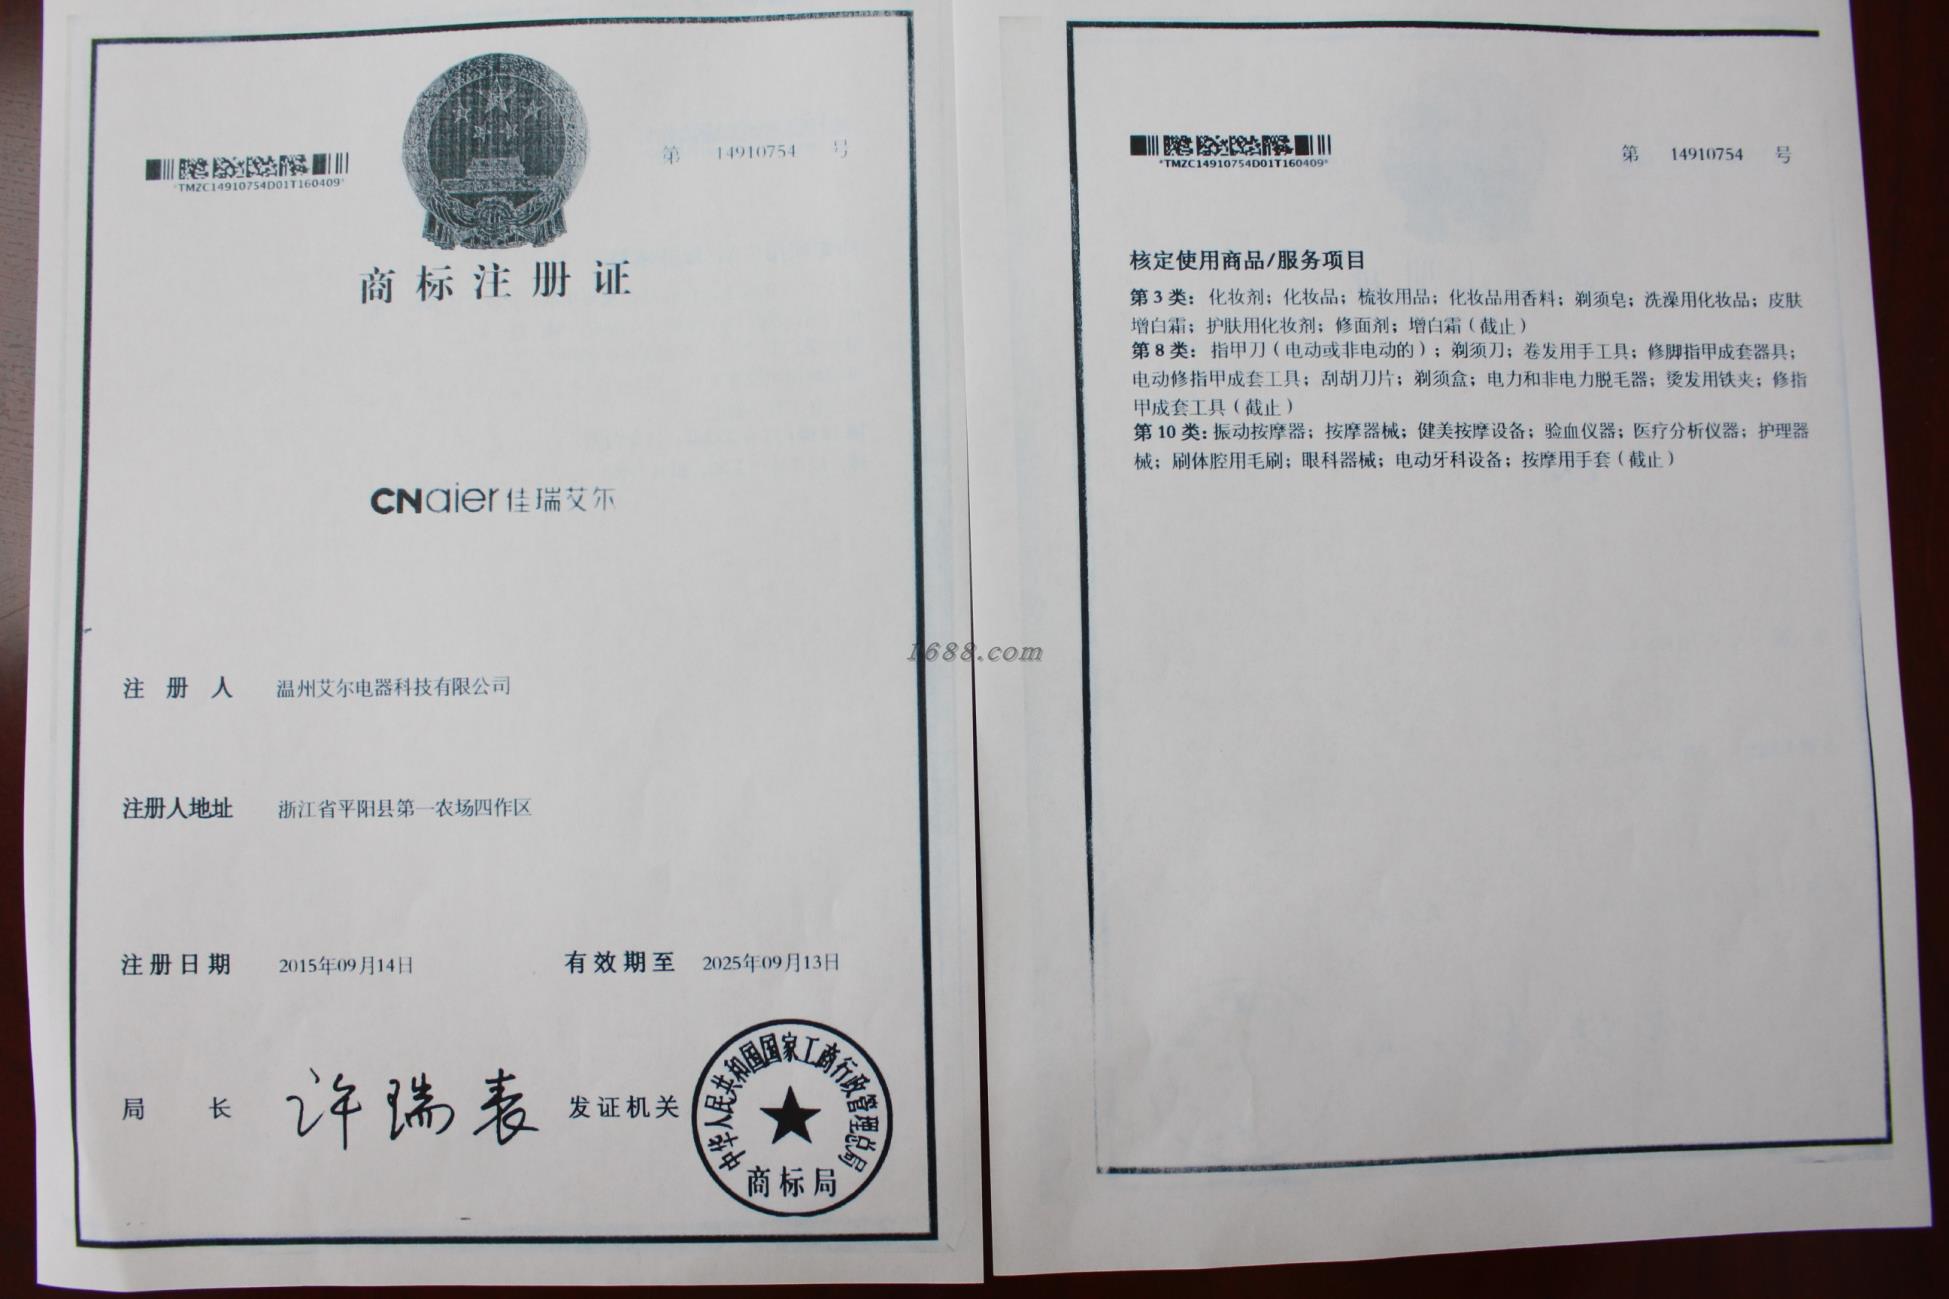 *TMZC14910754D01T160409*
第 14910754 号
商标注册证
CNaier佳瑞艾尔
注册人 温州艾尔电器科技有限公司
注册人地址 浙江省平阳县第一农场四作区
注册日期 2015年09月14日 有效期至 2025年09月13日
局长 许瑞表 发证机关
中华人民共和国国家工商行政管理总局
商标局
1688.com
*TMZC14910754D01T160409*
第 14910754 号
核定使用商品/服务项目
第3类：化妆剂；化妆品；梳妆用品；化妆品用香料；剃须皂；洗澡用化妆品；皮肤
增白霜；护肤用化妆剂；修面剂；增白霜（截止）
第8类：指甲刀（电动或非电动的）；剃须刀；卷发用手工具；修脚指甲成套器具；
电动修指甲成套工具；刮胡刀片；剃须盒；电力和非电力脱毛器；烫发用铁夹；修指
甲成套工具（截止）
第10类：振动按摩器；按摩器械；健美按摩设备；验血仪器；医疗分析仪器；护理器
械；刷体腔用毛刷；眼科器械；电动牙科设备；按摩用手套（截止）